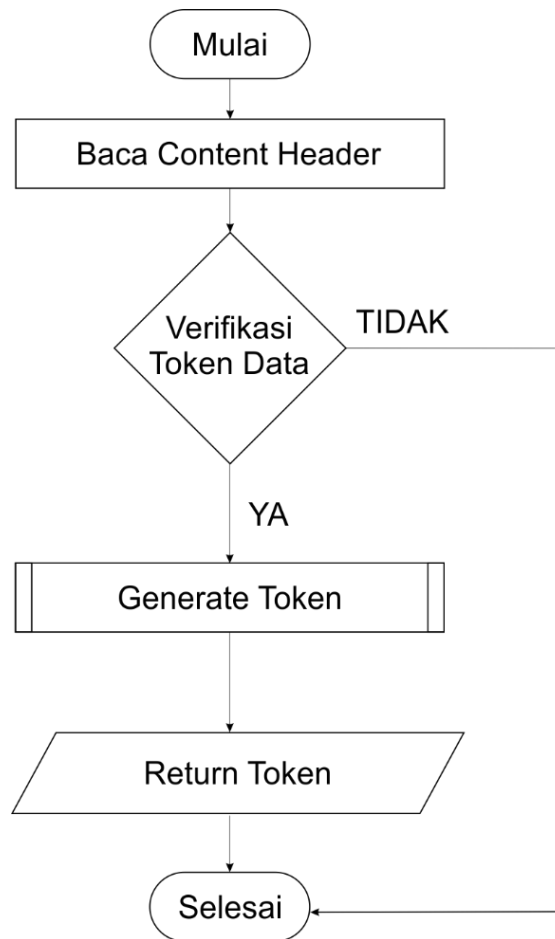 Mulai
Baca Content Header
Verifikasi
Token Data
TIDAK
YA
Generate Token
Return Token
Selesai